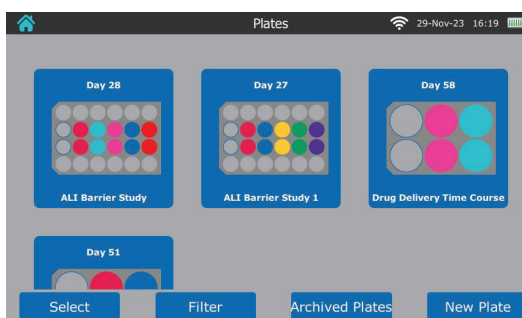 Plates
29-Nov-23 16:19
Day 28
Day 27
Day 58
ALI Barrier Study
ALI Barrier Study 1
Drug Delivery Time Course
Day 51
Select
Filter
Archived Plates
New Plate